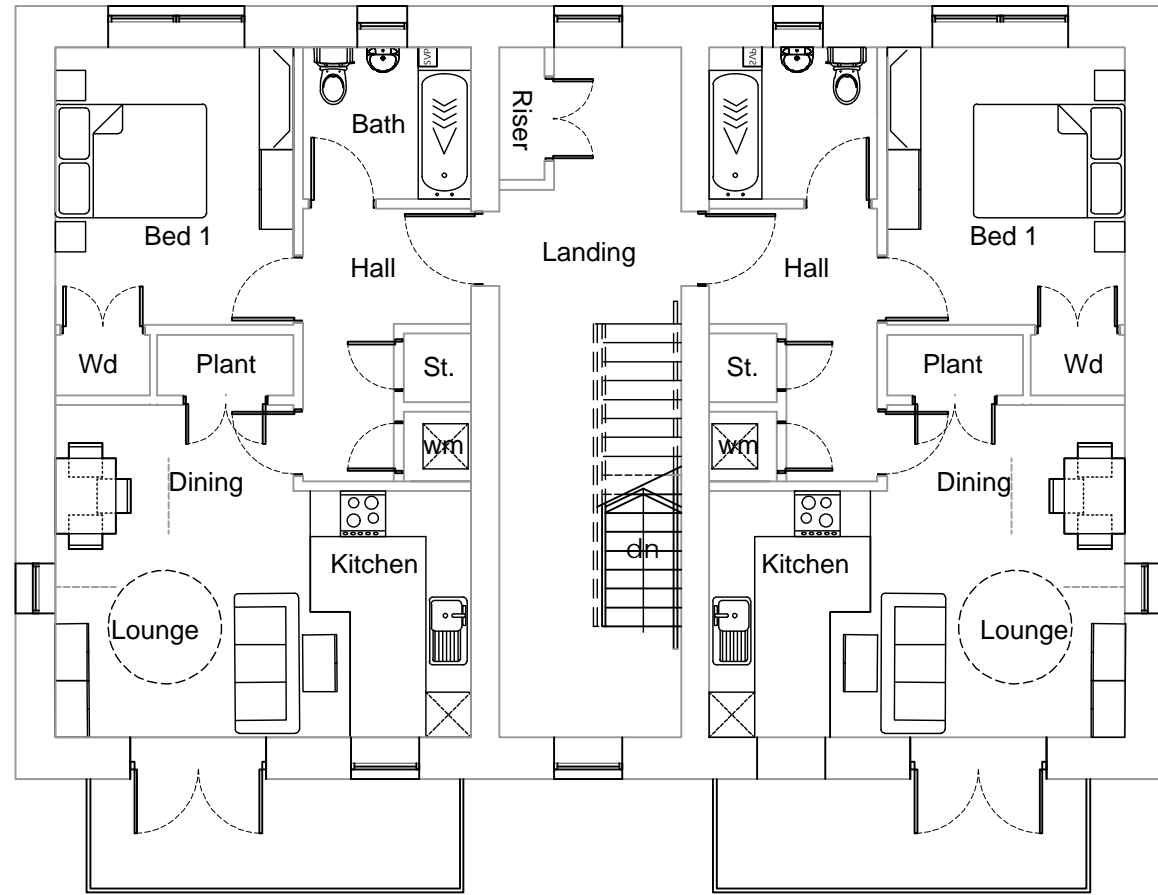 SVP
SVP
Riser
Bath
Bed 1
Hall
Landing
Hall
Bed 1
Wd
Plant
St.
St.
Plant
Wd
wm
wm
Dining
Dining
Kitchen
dn
Kitchen
Lounge
Lounge